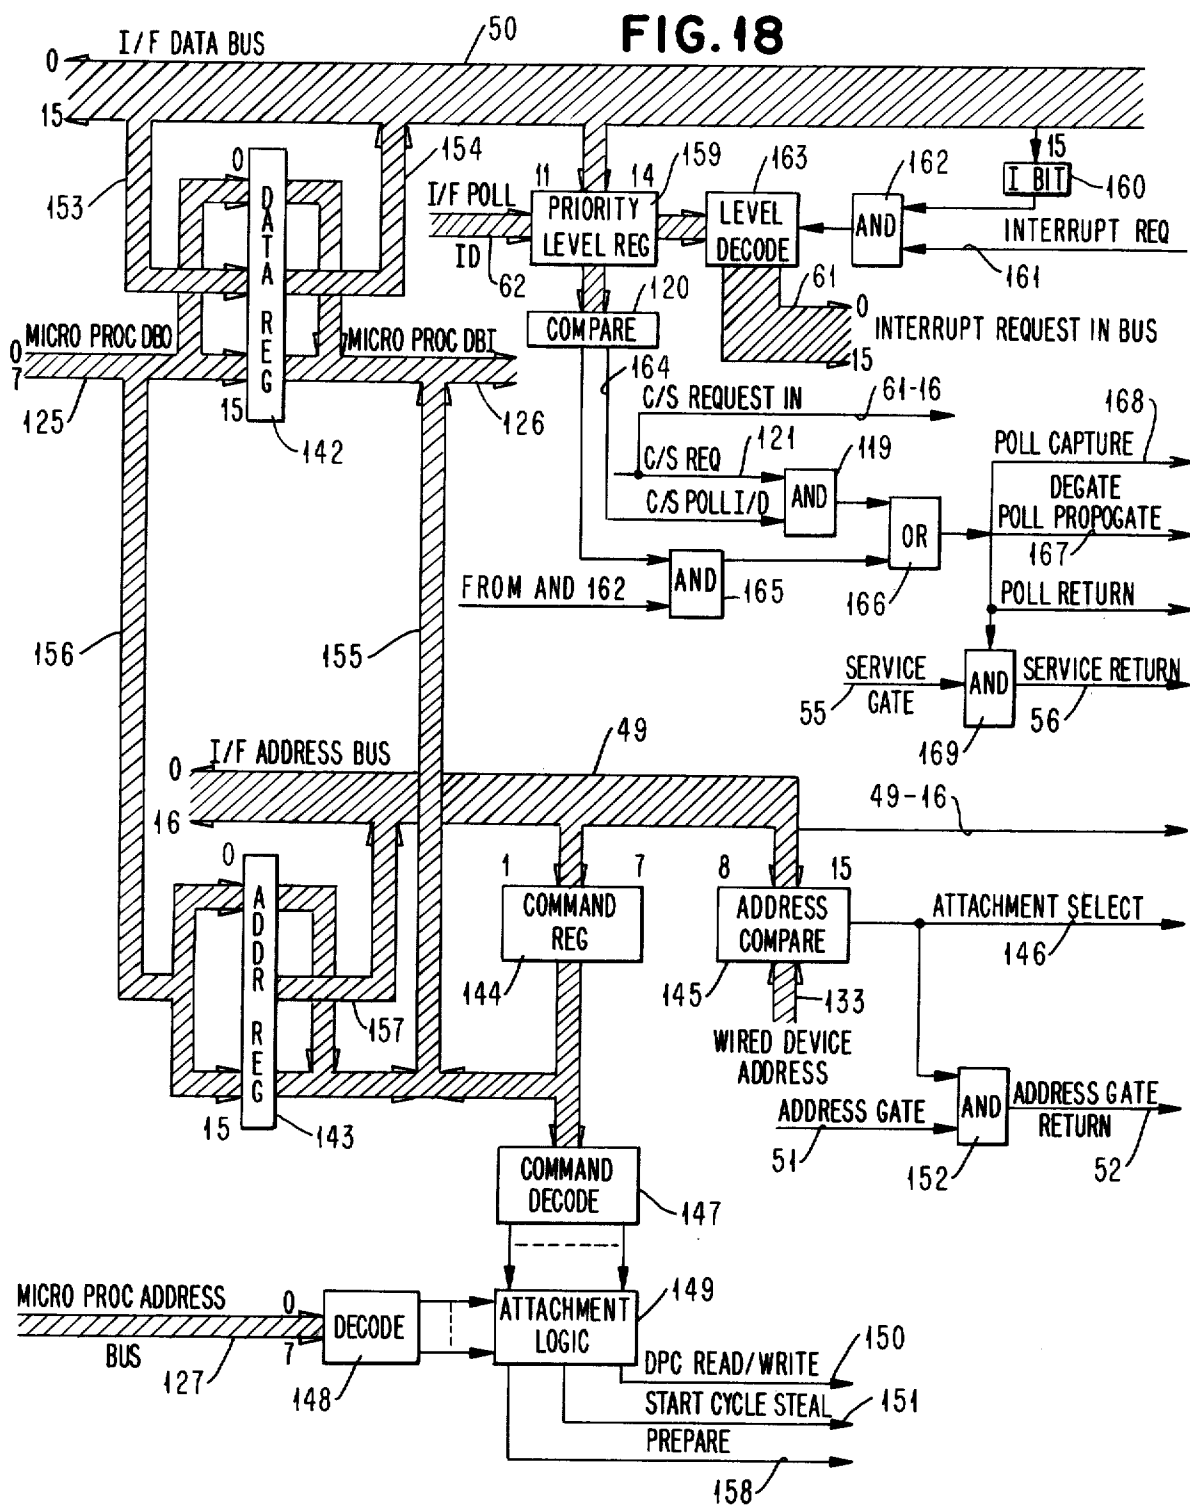 FIG. 18
I/F DATA BUS
50
0
15
153
0
DATA REG
15
142
154
I/F POLL
ID
62
11
14
159
PRIORITY
LEVEL REG
163
LEVEL
DECODE
162
AND
15
I BIT
160
INTERRUPT REQ
161
120
COMPARE
61
0
INTERRUPT REQUEST IN BUS
15
MICRO PROC DBO
0
7
125
MICRO PROC DBI
126
164
C/S REQUEST IN
61-16
C/S REQ
121
119
C/S POLL I/D
AND
OR
166
168
POLL CAPTURE
DEGATE
POLL PROPOGATE
167
FROM AND 162
AND
165
POLL RETURN
156
155
SERVICE
GATE
55
AND
169
SERVICE RETURN
56
I/F ADDRESS BUS
0
16
49
49-16
0
ADDR REG
15
143
157
1
7
COMMAND
REG
144
8
15
ADDRESS
COMPARE
145
133
WIRED DEVICE
ADDRESS
ATTACHMENT SELECT
146
ADDRESS GATE
51
AND
152
ADDRESS GATE
RETURN
52
COMMAND
DECODE
147
MICRO PROC ADDRESS
BUS
0
7
127
DECODE
148
ATTACHMENT
LOGIC
149
DPC READ/WRITE
150
START CYCLE STEAL
151
PREPARE
158